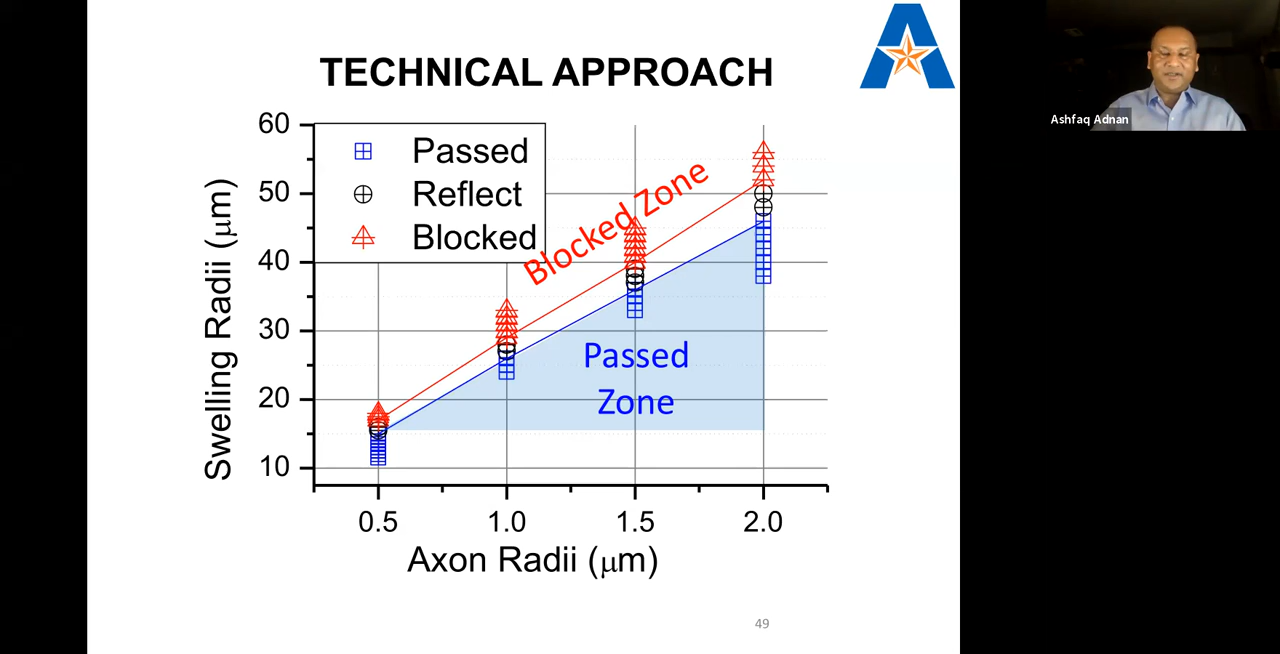 TECHNICAL APPROACH
Ashfaq Adnan
Passed
Reflect
Blocked
Blocked Zone
Passed
Zone
60
50
40
30
20
10
Swelling Radii (μm)
0.5 1.0 1.5 2.0
Axon Radii (μm)
49